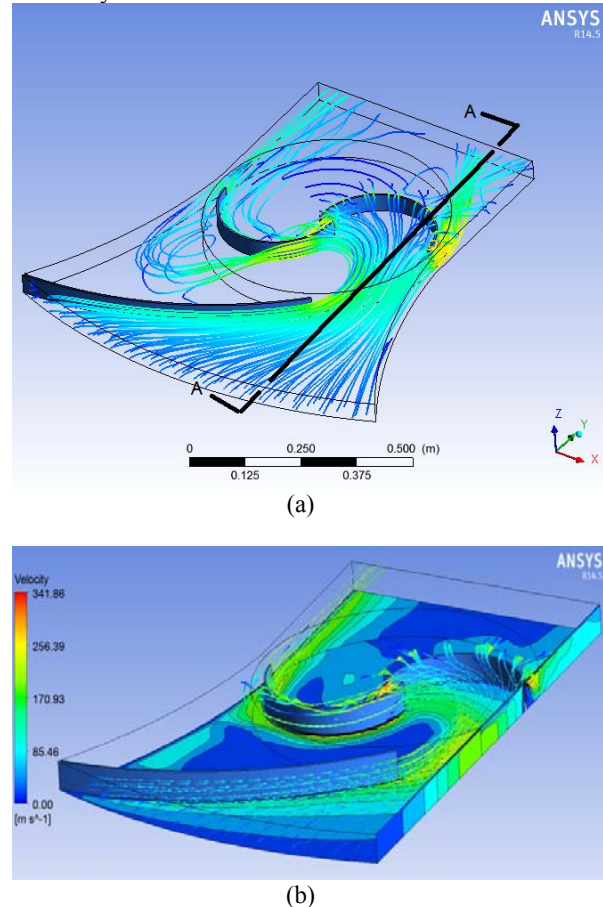 ANSYS
R14.5
A
A
Z
Y
X
0 0.250 0.500 (m)
0.125 0.375
(a)
ANSYS
R14.5
Velocity
341.86
256.39
170.93
85.46
0.00
[m s^-1]
(b)